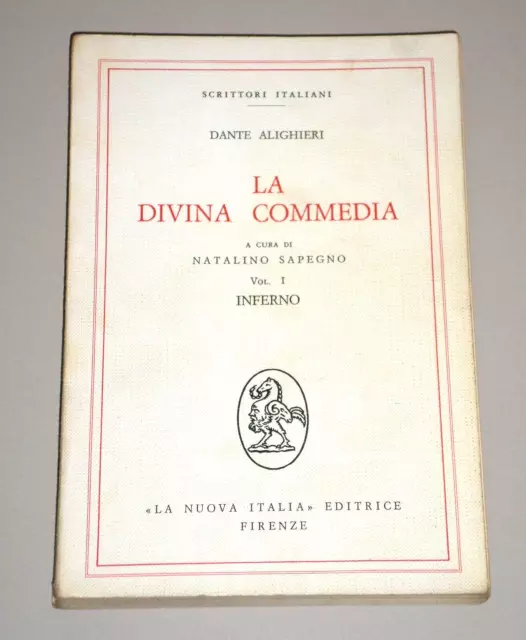 SCRITTORI ITALIANI
DANTE ALIGHIERI
LA
DIVINA COMMEDIA
A CURA DI
NATALINO SAPEGNO
VOL. I
INFERNO
«LA NUOVA ITALIA» EDITRICE
FIRENZE